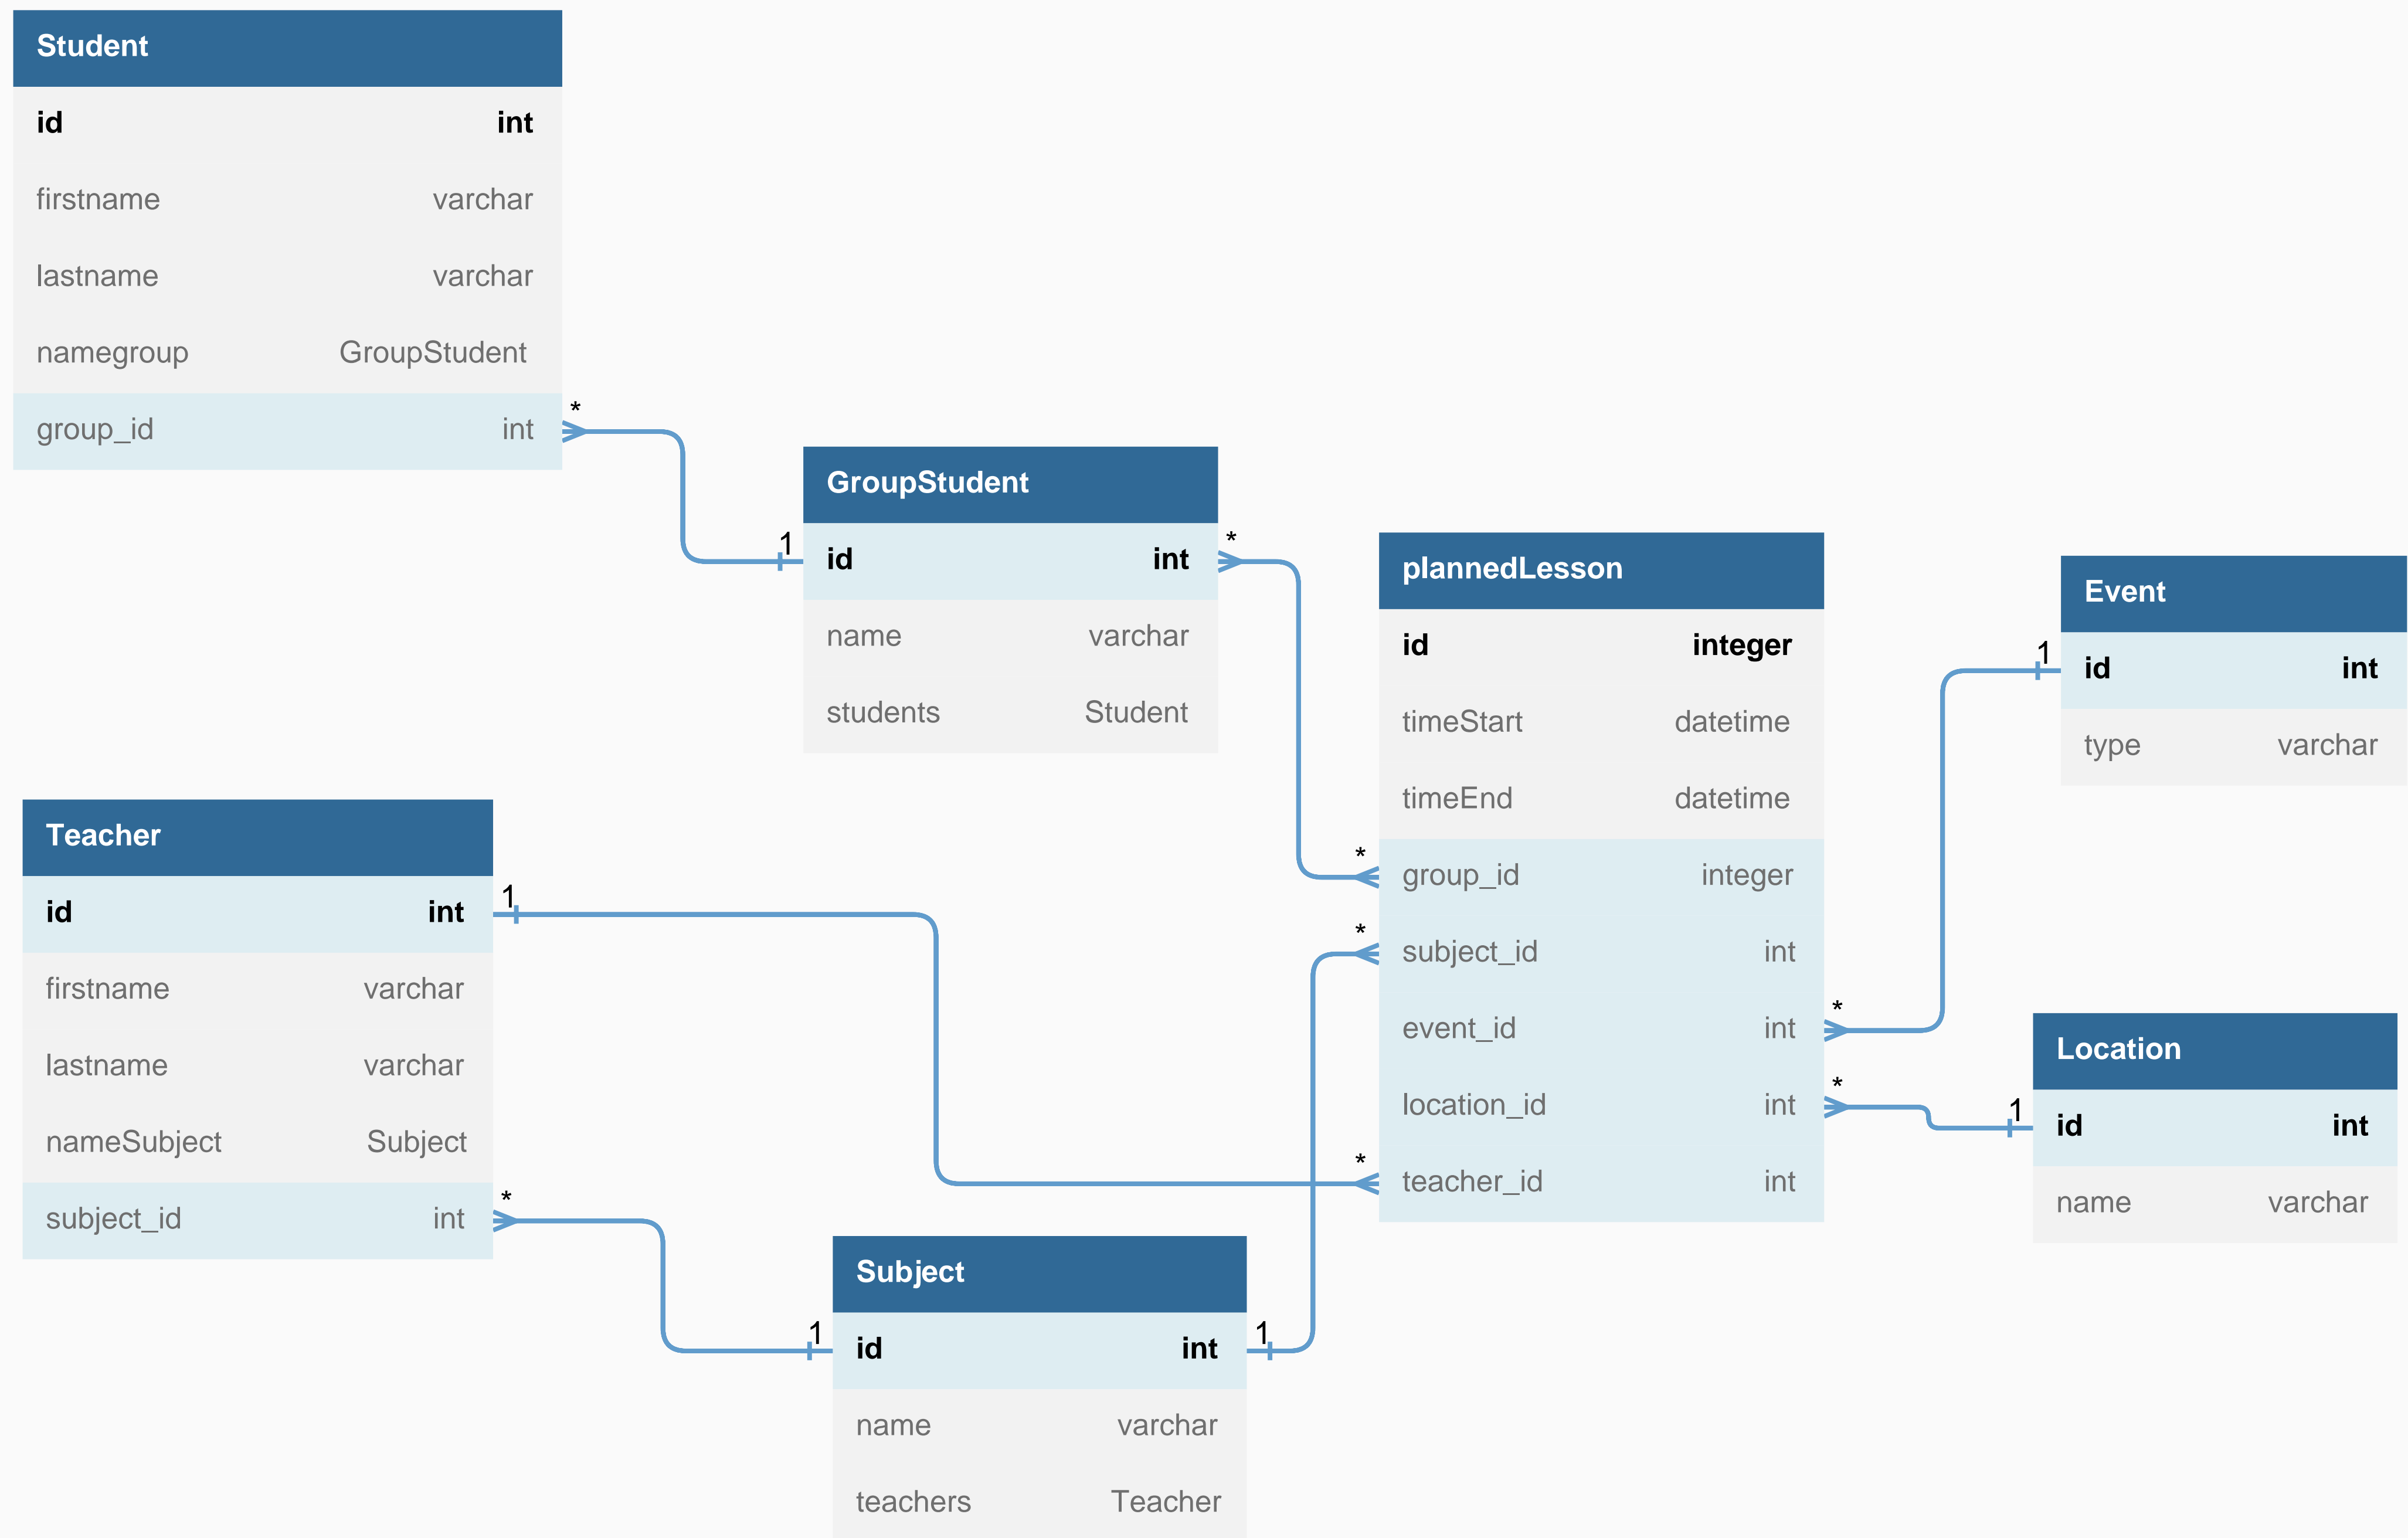 Student
id int
firstname varchar
lastname varchar
namegroup GroupStudent
group_id int
*
1
GroupStudent
id int
name varchar
students Student
*
Teacher
id int
firstname varchar
lastname varchar
nameSubject Subject
subject_id int
1
*
1
Subject
id int
name varchar
teachers Teacher
1
plannedLesson
id integer
timeStart datetime
timeEnd datetime
* group_id integer
* subject_id int
event_id int *
location_id int *
* teacher_id int
1
Event
id int
type varchar
1
Location
id int
name varchar